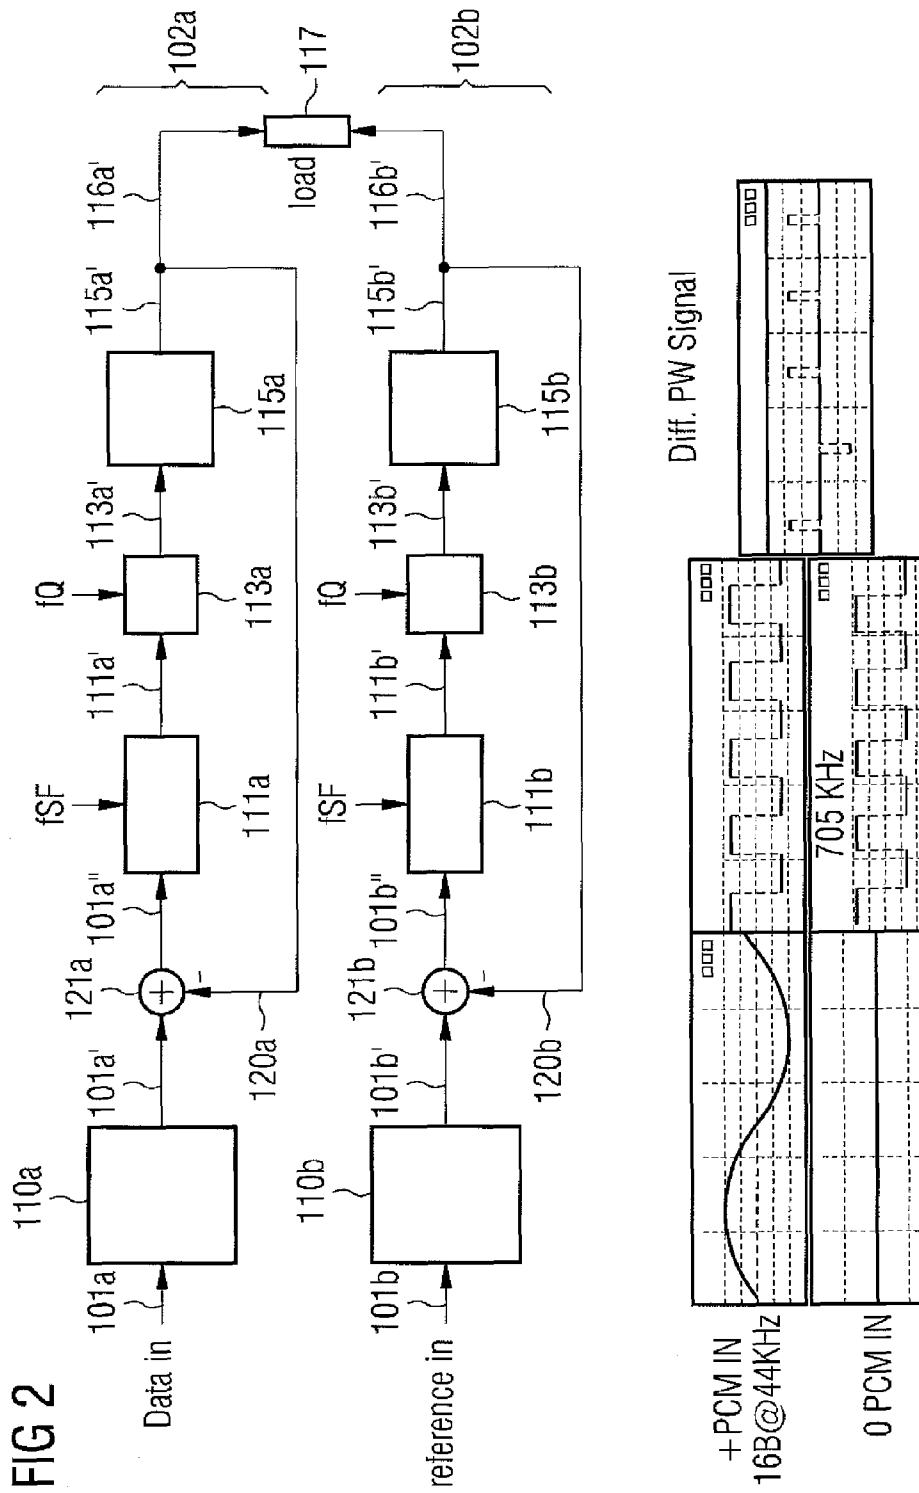 FIG 2
Data in
101a
110a
101a'
121a
-
120a
101a"
fSF
111a
111a'
fQ
113a
113a'
115a
115a'
116a'
102a
load
117
reference in
101b
110b
101b'
121b
-
120b
101b"
fSF
111b
111b'
fQ
113b
113b'
115b
115b'
116b'
102b
+PCM IN
16B@44KHz
0 PCM IN
705 KHz
Diff. PW Signal